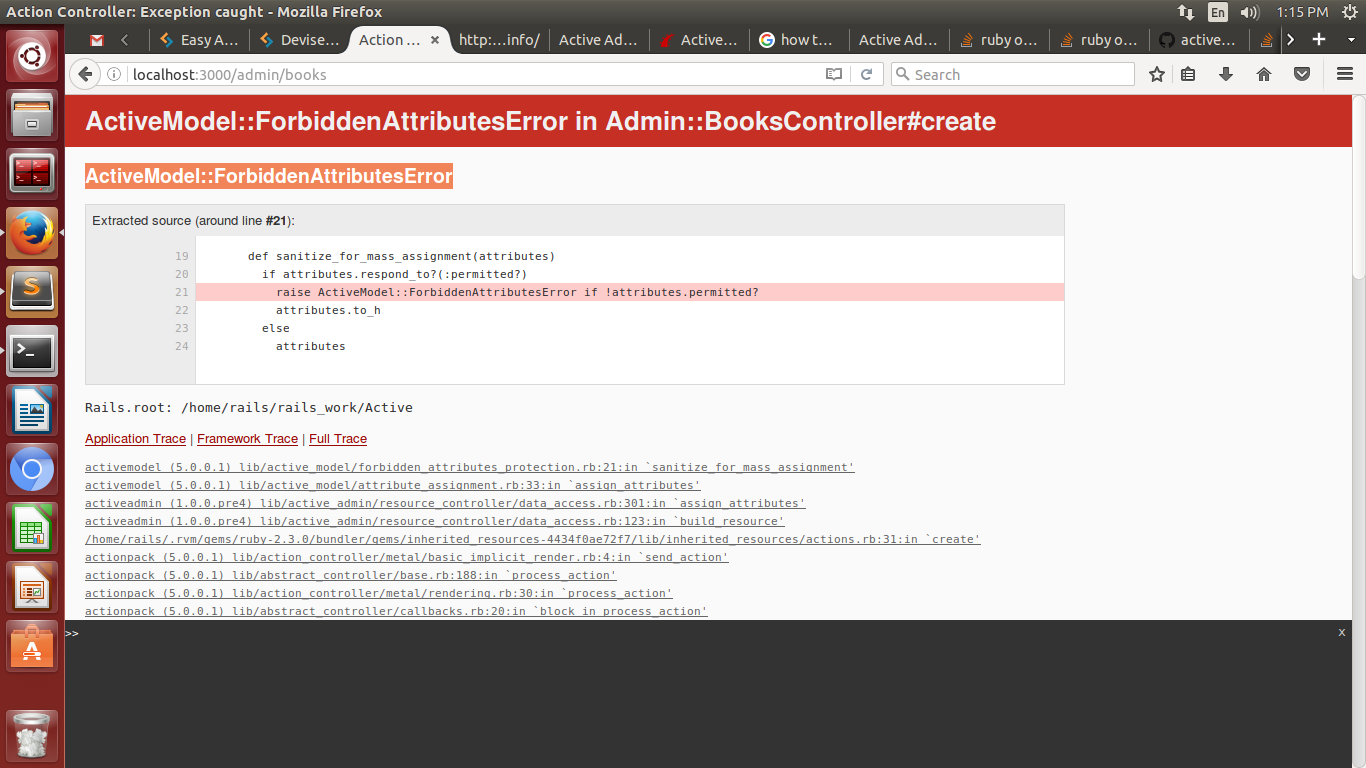 Action Controller: Exception caught - Mozilla Firefox
En
1:15 PM
Easy A...
Devise...
Action ...
http:...info/
Active Ad...
Active...
how t...
Active Ad...
ruby o...
ruby o...
active...
localhost:3000/admin/books
Search
ActiveModel::ForbiddenAttributesError in Admin::BooksController#create
ActiveModel::ForbiddenAttributesError
Extracted source (around line #21):
19 def sanitize_for_mass_assignment(attributes)
20 if attributes.respond_to?(:permitted?)
21 raise ActiveModel::ForbiddenAttributesError if !attributes.permitted?
22 attributes.to_h
23 else
24 attributes
Rails.root: /home/rails/rails_work/Active
Application Trace | Framework Trace | Full Trace
activemodel (5.0.0.1) lib/active_model/forbidden_attributes_protection.rb:21:in `sanitize_for_mass_assignment'
activemodel (5.0.0.1) lib/active_model/attribute_assignment.rb:33:in `assign_attributes'
activeadmin (1.0.0.pre4) lib/active_admin/resource_controller/data_access.rb:301:in `assign_attributes'
activeadmin (1.0.0.pre4) lib/active_admin/resource_controller/data_access.rb:123:in `build_resource'
/home/rails/.rvm/gems/ruby-2.3.0/bundler/gems/inherited_resources-4434f0ae72f7/lib/inherited_resources/actions.rb:31:in `create'
actionpack (5.0.0.1) lib/action_controller/metal/basic_implicit_render.rb:4:in `send_action'
actionpack (5.0.0.1) lib/abstract_controller/base.rb:188:in `process_action'
actionpack (5.0.0.1) lib/action_controller/metal/rendering.rb:30:in `process_action'
actionpack (5.0.0.1) lib/abstract_controller/callbacks.rb:20:in `block in process_action'
>>
x